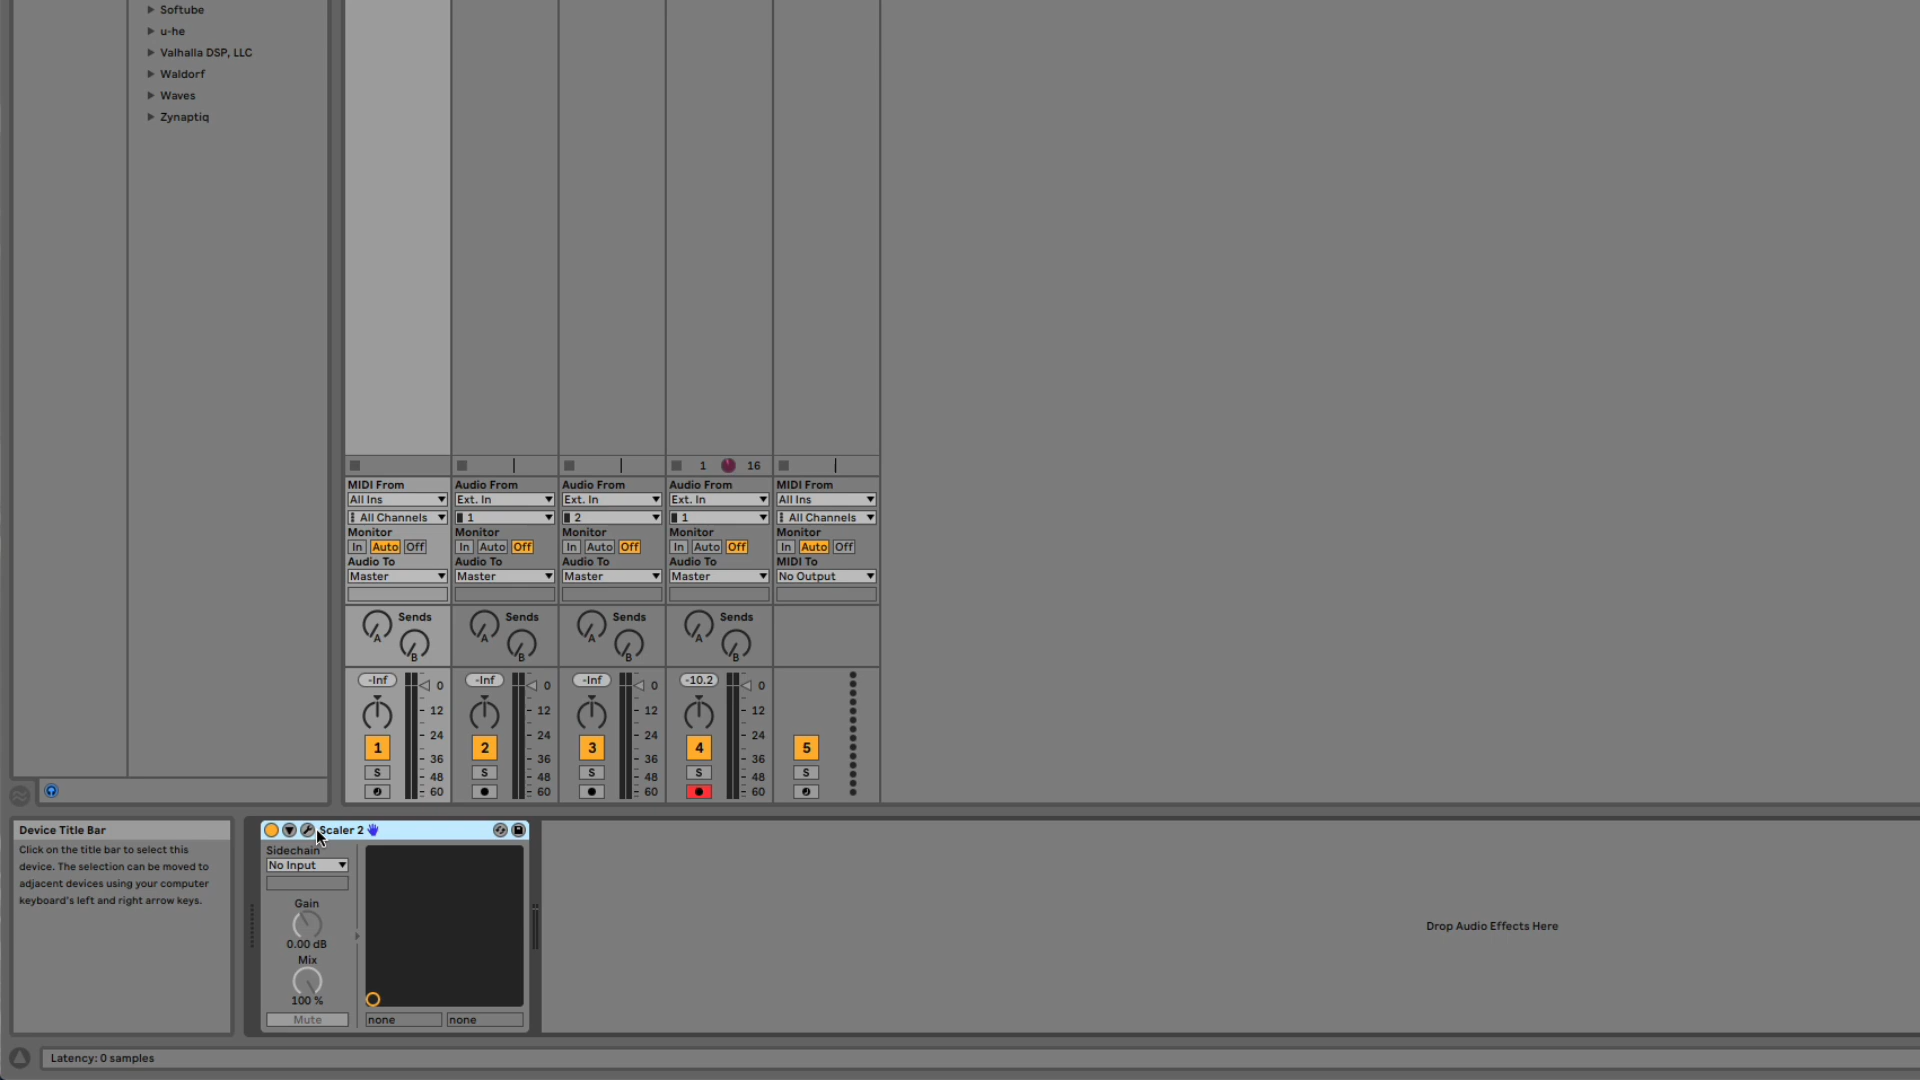 Softube
u-he
Valhalla DSP, LLC
Waldorf
Waves
Zynaptiq
1 16
MIDI From Audio From Audio From Audio From MIDI From
All Ins Ext. In Ext. In Ext. In All Ins
All Channels 1 2 1 All Channels
Monitor Monitor Monitor Monitor Monitor
In Auto Off In Auto Off In Auto Off In Auto Off In Auto Off
Audio To Audio To Audio To Audio To MIDI To
Master Master Master Master No Output
Sends Sends Sends Sends
A A A A
B B B B
-Inf 0 -Inf 0 -Inf 0 -10.2 0
12 12 12 12
24 24 24 24
1 2 3 4 5
36 36 36 36
S S S S S
48 48 48 48
60 60 60 60
Device Title Bar
Click on the title bar to select this
device. The selection can be moved to
adjacent devices using your computer
keyboard's left and right arrow keys.
Scaler 2
Sidechain
No Input
Gain
0.00 dB
Mix
100 %
Mute none none
Drop Audio Effects Here
Latency: 0 samples